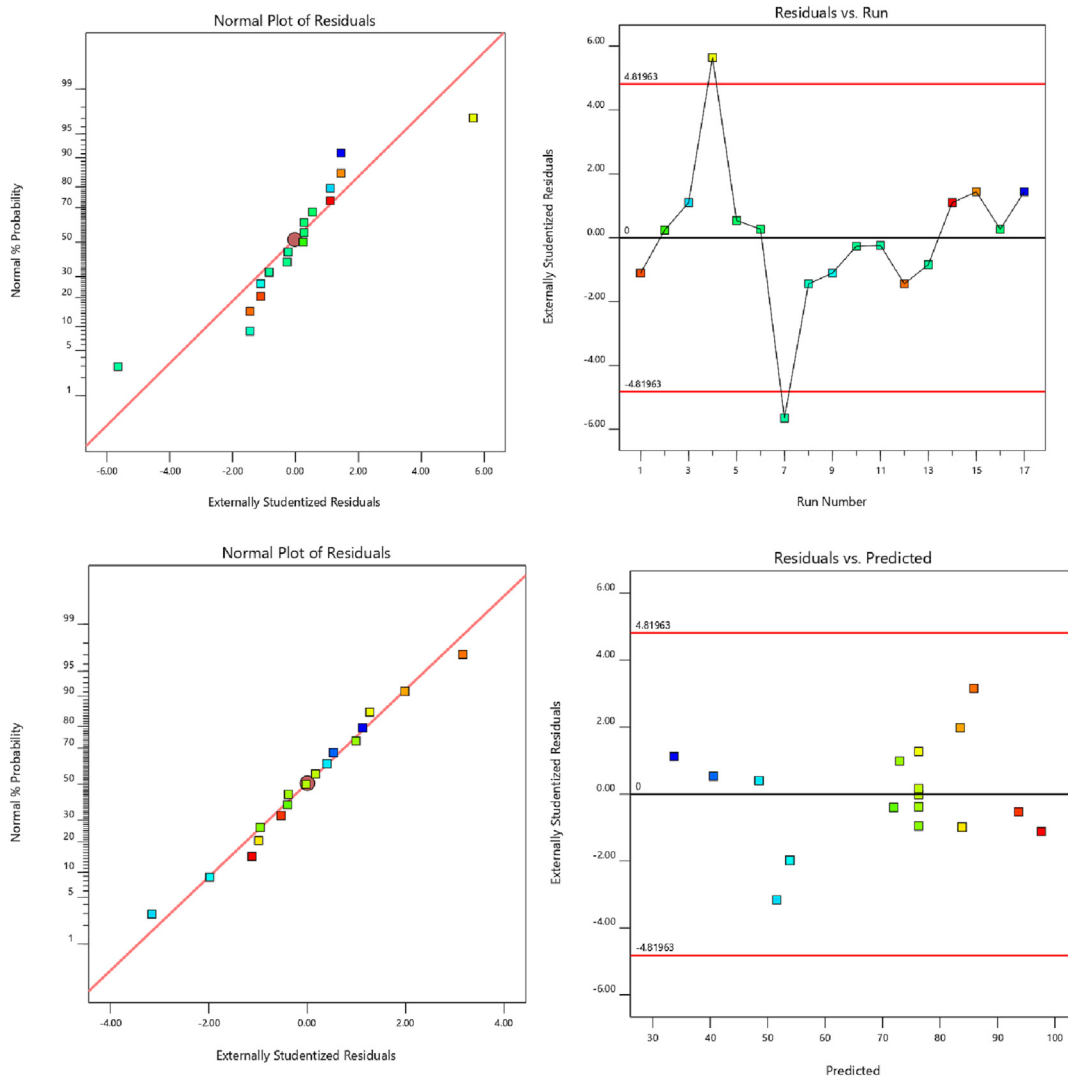 Normal Plot of Residuals
Normal % Probability
99
95
90
80
70
50
30
20
10
5
1
-6.00 -4.00 -2.00 0.00 2.00 4.00 6.00
Externally Studentized Residuals
Residuals vs. Run
Externally Studentized Residuals
6.00
4.81963
4.00
2.00
0.00
0
-2.00
-4.00
-4.81963
-6.00
1 3 5 7 9 11 13 15 17
Run Number
Normal Plot of Residuals
Normal % Probability
99
95
90
80
70
50
30
20
10
5
1
-4.00 -2.00 0.00 2.00 4.00
Externally Studentized Residuals
Residuals vs. Predicted
Externally Studentized Residuals
6.00
4.81963
4.00
2.00
0.00
0
-2.00
-4.00
-4.81963
-6.00
30 40 50 60 70 80 90 100
Predicted